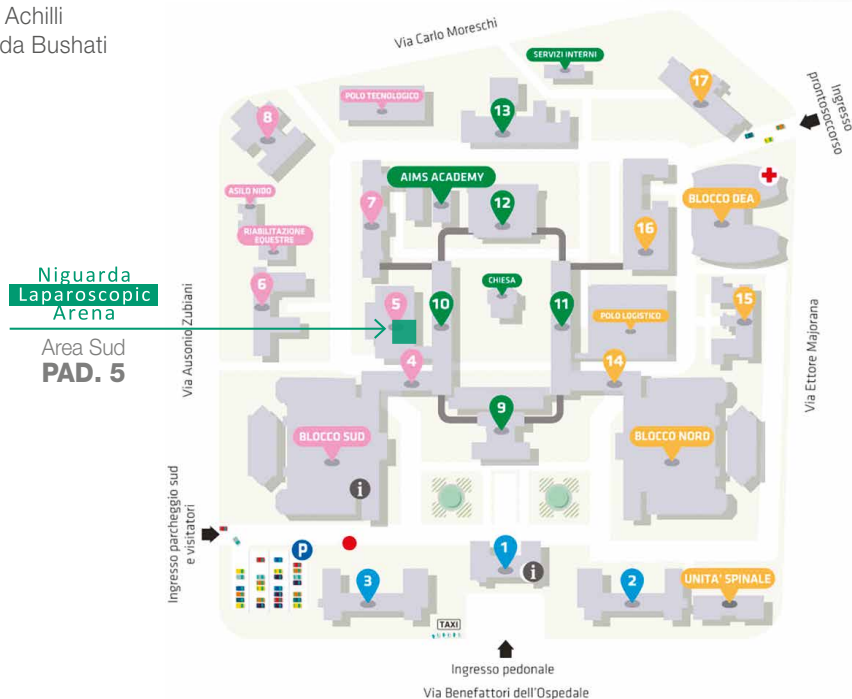 Achilli
da Bushati
Via Carlo Moreschi
SERVIZI INTERNI
17
POLO TECNOLOGICO
Ingresso
prontosoccorso
8
13
AIMS ACADEMY
ASILO NIDO
7
12
BLOCCO DEA
RIABILITAZIONE
EQUESTRE
16
Niguarda
Laparoscopic
Arena
Area Sud
PAD. 5
Via Ausonio Zubiani
6
5
10
CHIESA
11
POLO LOGISTICO
15
Via Ettore Majorana
4
14
9
BLOCCO SUD
BLOCCO NORD
i
Ingresso parcheggio sud
e visitatori
P
1
i
3
2
UNITA' SPINALE
TAXI
Ingresso pedonale
Via Benefattori dell'Ospedale